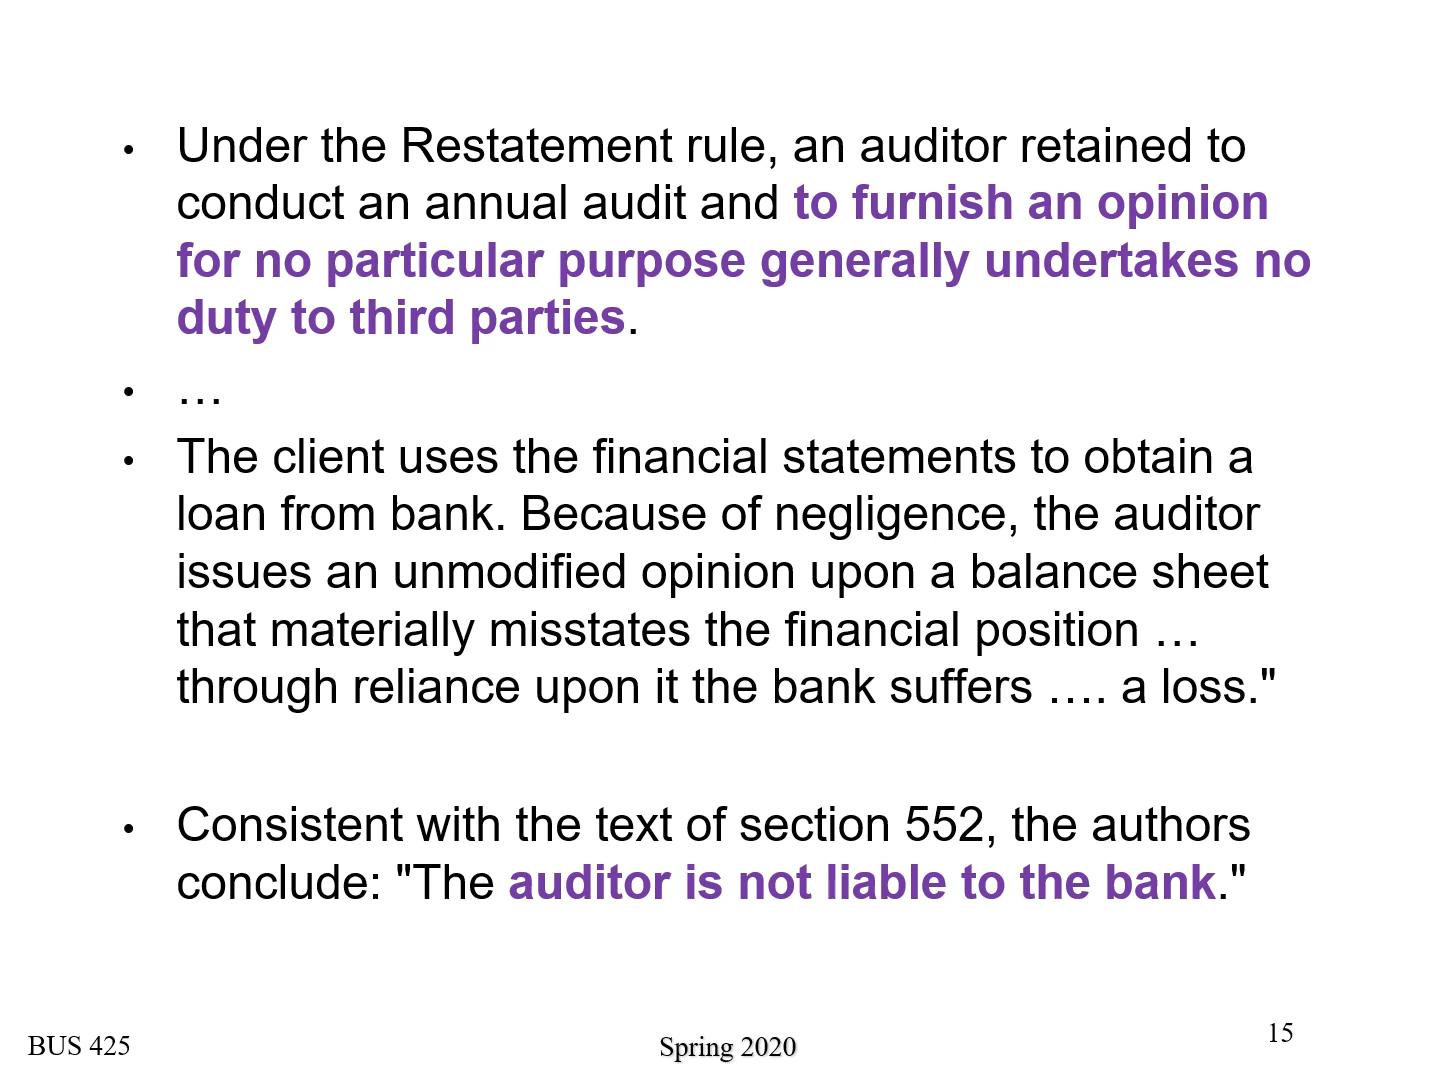 • Under the Restatement rule, an auditor retained to
conduct an annual audit and to furnish an opinion
for no particular purpose generally undertakes no
duty to third parties.
• …
• The client uses the financial statements to obtain a
loan from bank. Because of negligence, the auditor
issues an unmodified opinion upon a balance sheet
that materially misstates the financial position …
through reliance upon it the bank suffers …. a loss."
• Consistent with the text of section 552, the authors
conclude: "The auditor is not liable to the bank."
BUS 425
Spring 2020
15